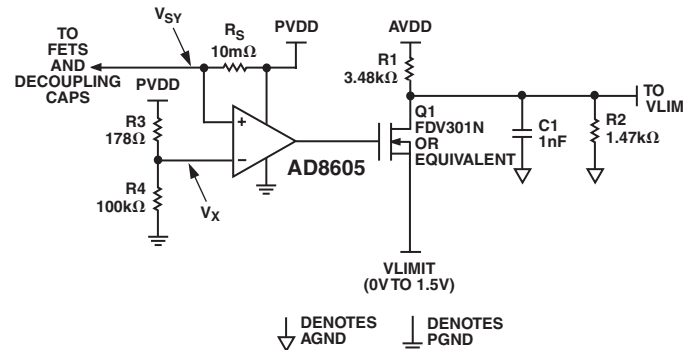 V_SY
TO
FETS
AND
DECOUPLING
CAPS
R_S
10mΩ
PVDD
PVDD
R3
178Ω
R4
100kΩ
V_X
+
–
AD8605
AVDD
R1
3.48kΩ
Q1
FDV301N
OR
EQUIVALENT
C1
1nF
R2
1.47kΩ
TO
VLIM
VLIMIT
(0V TO 1.5V)
DENOTES
AGND
DENOTES
PGND